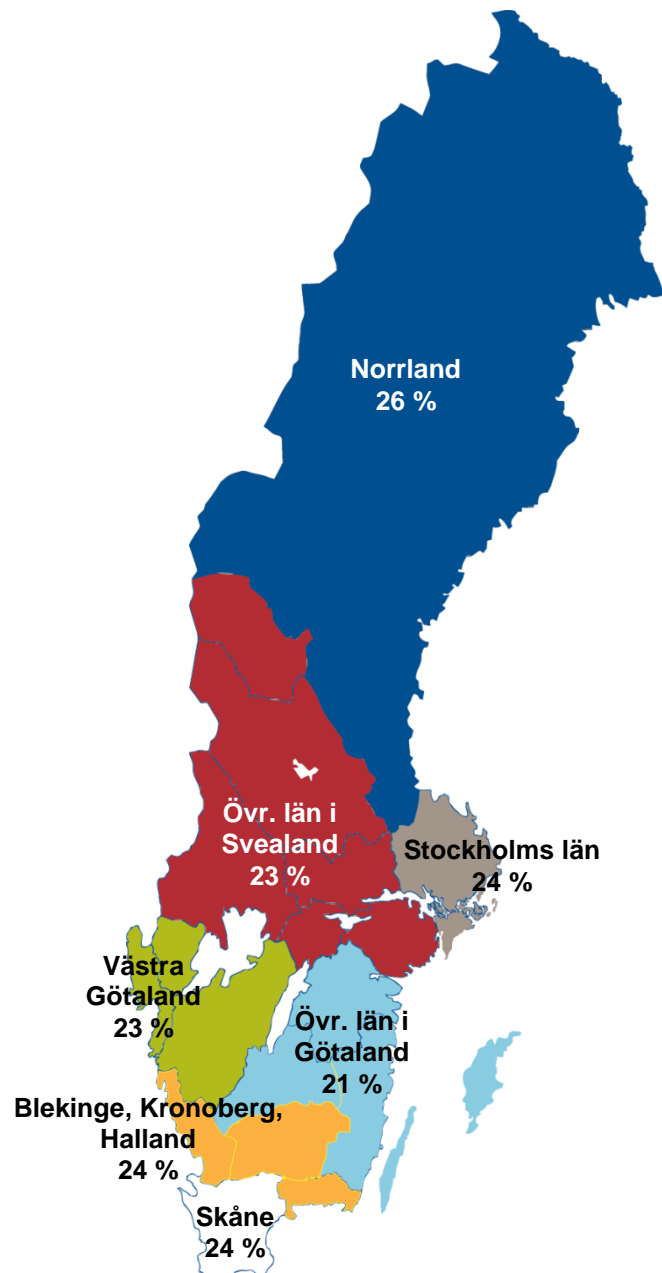 Norrland
26 %
Övr. län i
Svealand
23 %
Stockholms län
24 %
Västra
Götaland
23 %
Övr. län i
Götaland
21 %
Blekinge, Kronoberg,
Halland
24 %
Skåne
24 %